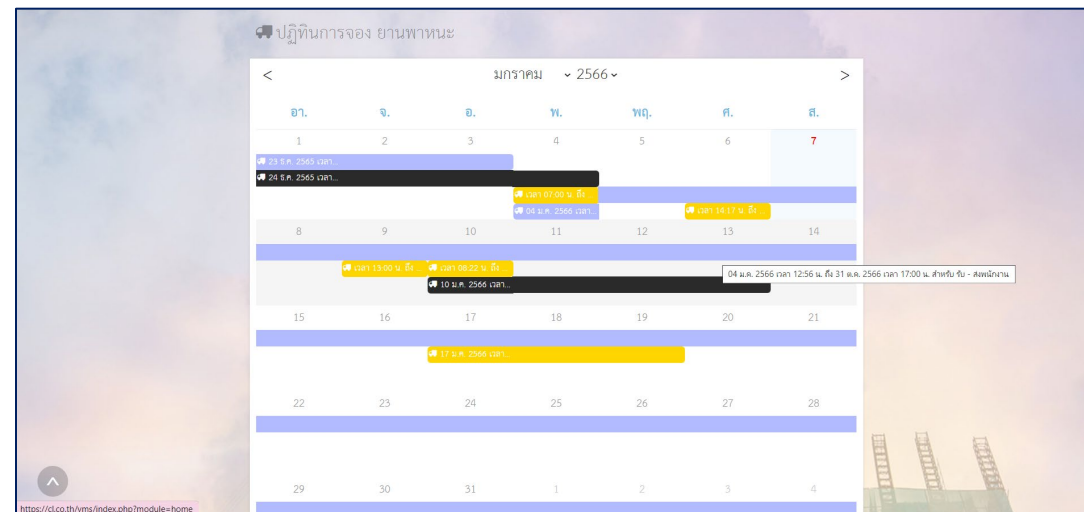 ปฏิทินการจอง ยานพาหนะ
< มกราคม 2566 >
อา. จ. อ. พ. พฤ. ศ. ส.
1 2 3 4 5 6 7
23 ธ.ค. 2565 เวลา...
24 ธ.ค. 2565 เวลา...
เวลา 07:00 น. ถึง
04 ม.ค. 2566 เวลา... เวลา 14:17 น. ถึง ...
8 9 10 11 12 13 14
เวลา 13:00 น. ถึง ... เวลา 08:22 น. ถึง
04 ม.ค. 2566 เวลา 12:56 น. ถึง 31 ต.ค. 2566 เวลา 17:00 น. สำหรับ รับ - ส่งพนักงาน
10 ม.ค. 2566 เวลา...
15 16 17 18 19 20 21
17 ม.ค. 2566 เวลา...
22 23 24 25 26 27 28
29 30 31 1 2 3 4
https://cl.co.th/vms/index.php?module=home